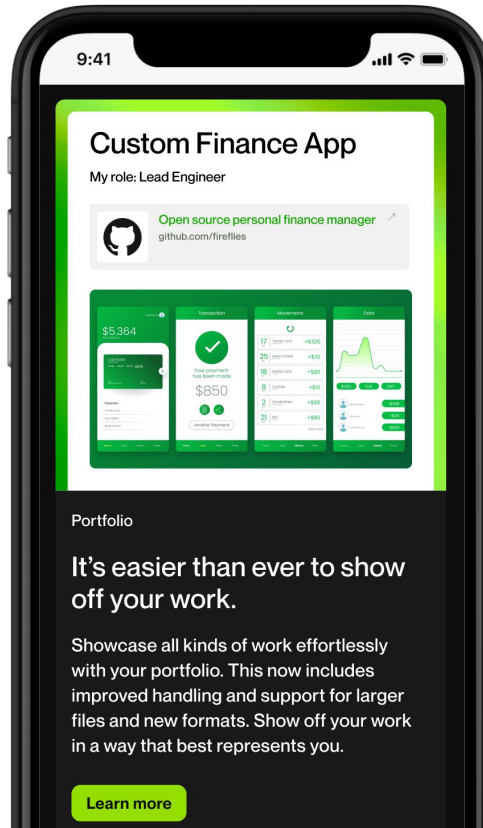 9:41
Custom Finance App
My role: Lead Engineer
Open source personal finance manager
github.com/fireflies
$5.364
Transaction
Your payment
has been made
$850
Another Payment
Movements
17 Travel Card +$325
25 +$32
18 +$85
8 +$15
2 +$55
21 +$85
Data
Portfolio
It’s easier than ever to show
off your work.
Showcase all kinds of work effortlessly
with your portfolio. This now includes
improved handling and support for larger
files and new formats. Show off your work
in a way that best represents you.
Learn more